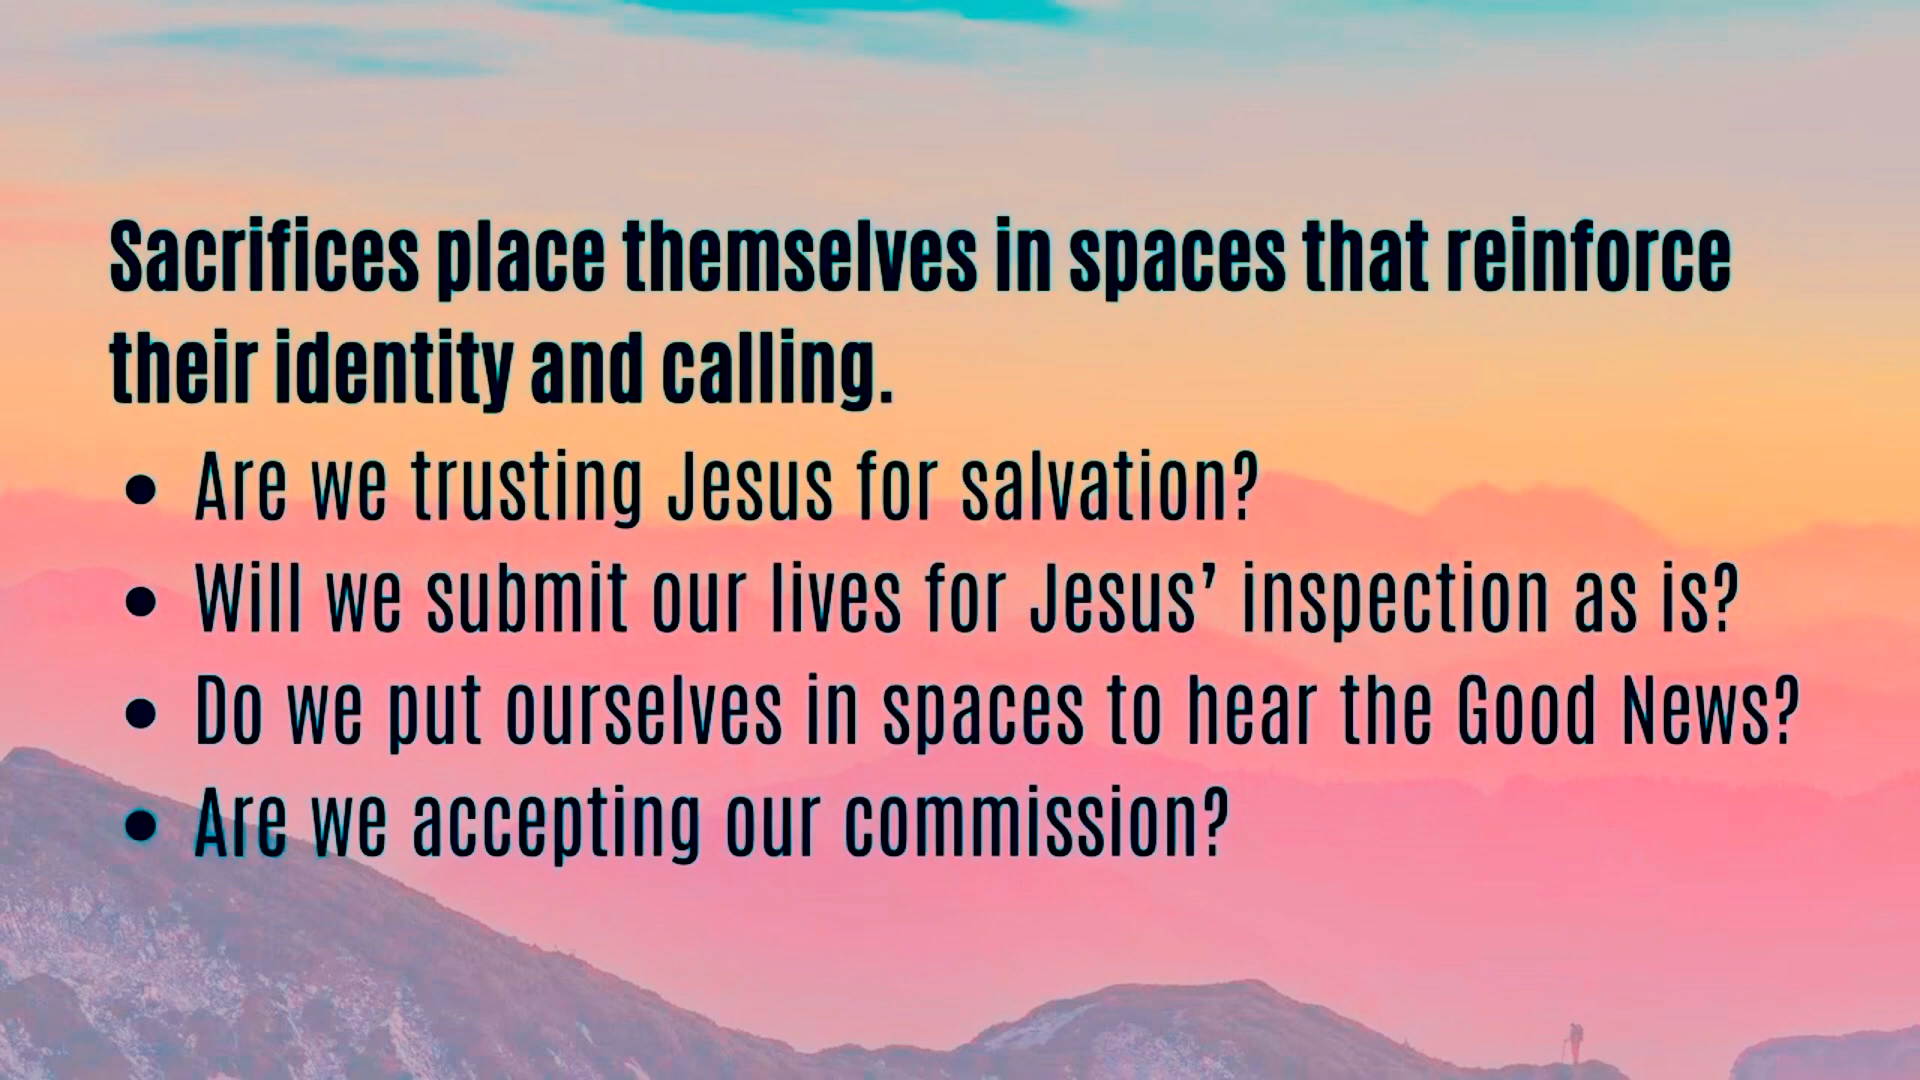 Sacrifices place themselves in spaces that reinforce
their identity and calling.
• Are we trusting Jesus for salvation?
• Will we submit our lives for Jesus’ inspection as is?
• Do we put ourselves in spaces to hear the Good News?
• Are we accepting our commission?